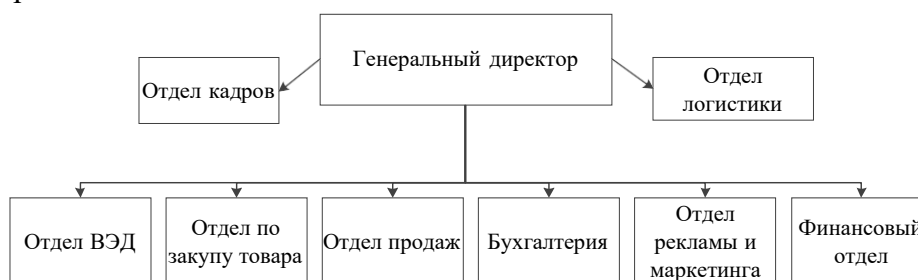 Генеральный директор
Отдел кадров
Отдел
логистики
Отдел ВЭД
Отдел по
закупу товара
Отдел продаж
Бухгалтерия
Отдел
рекламы и
маркетинга
Финансовый
отдел